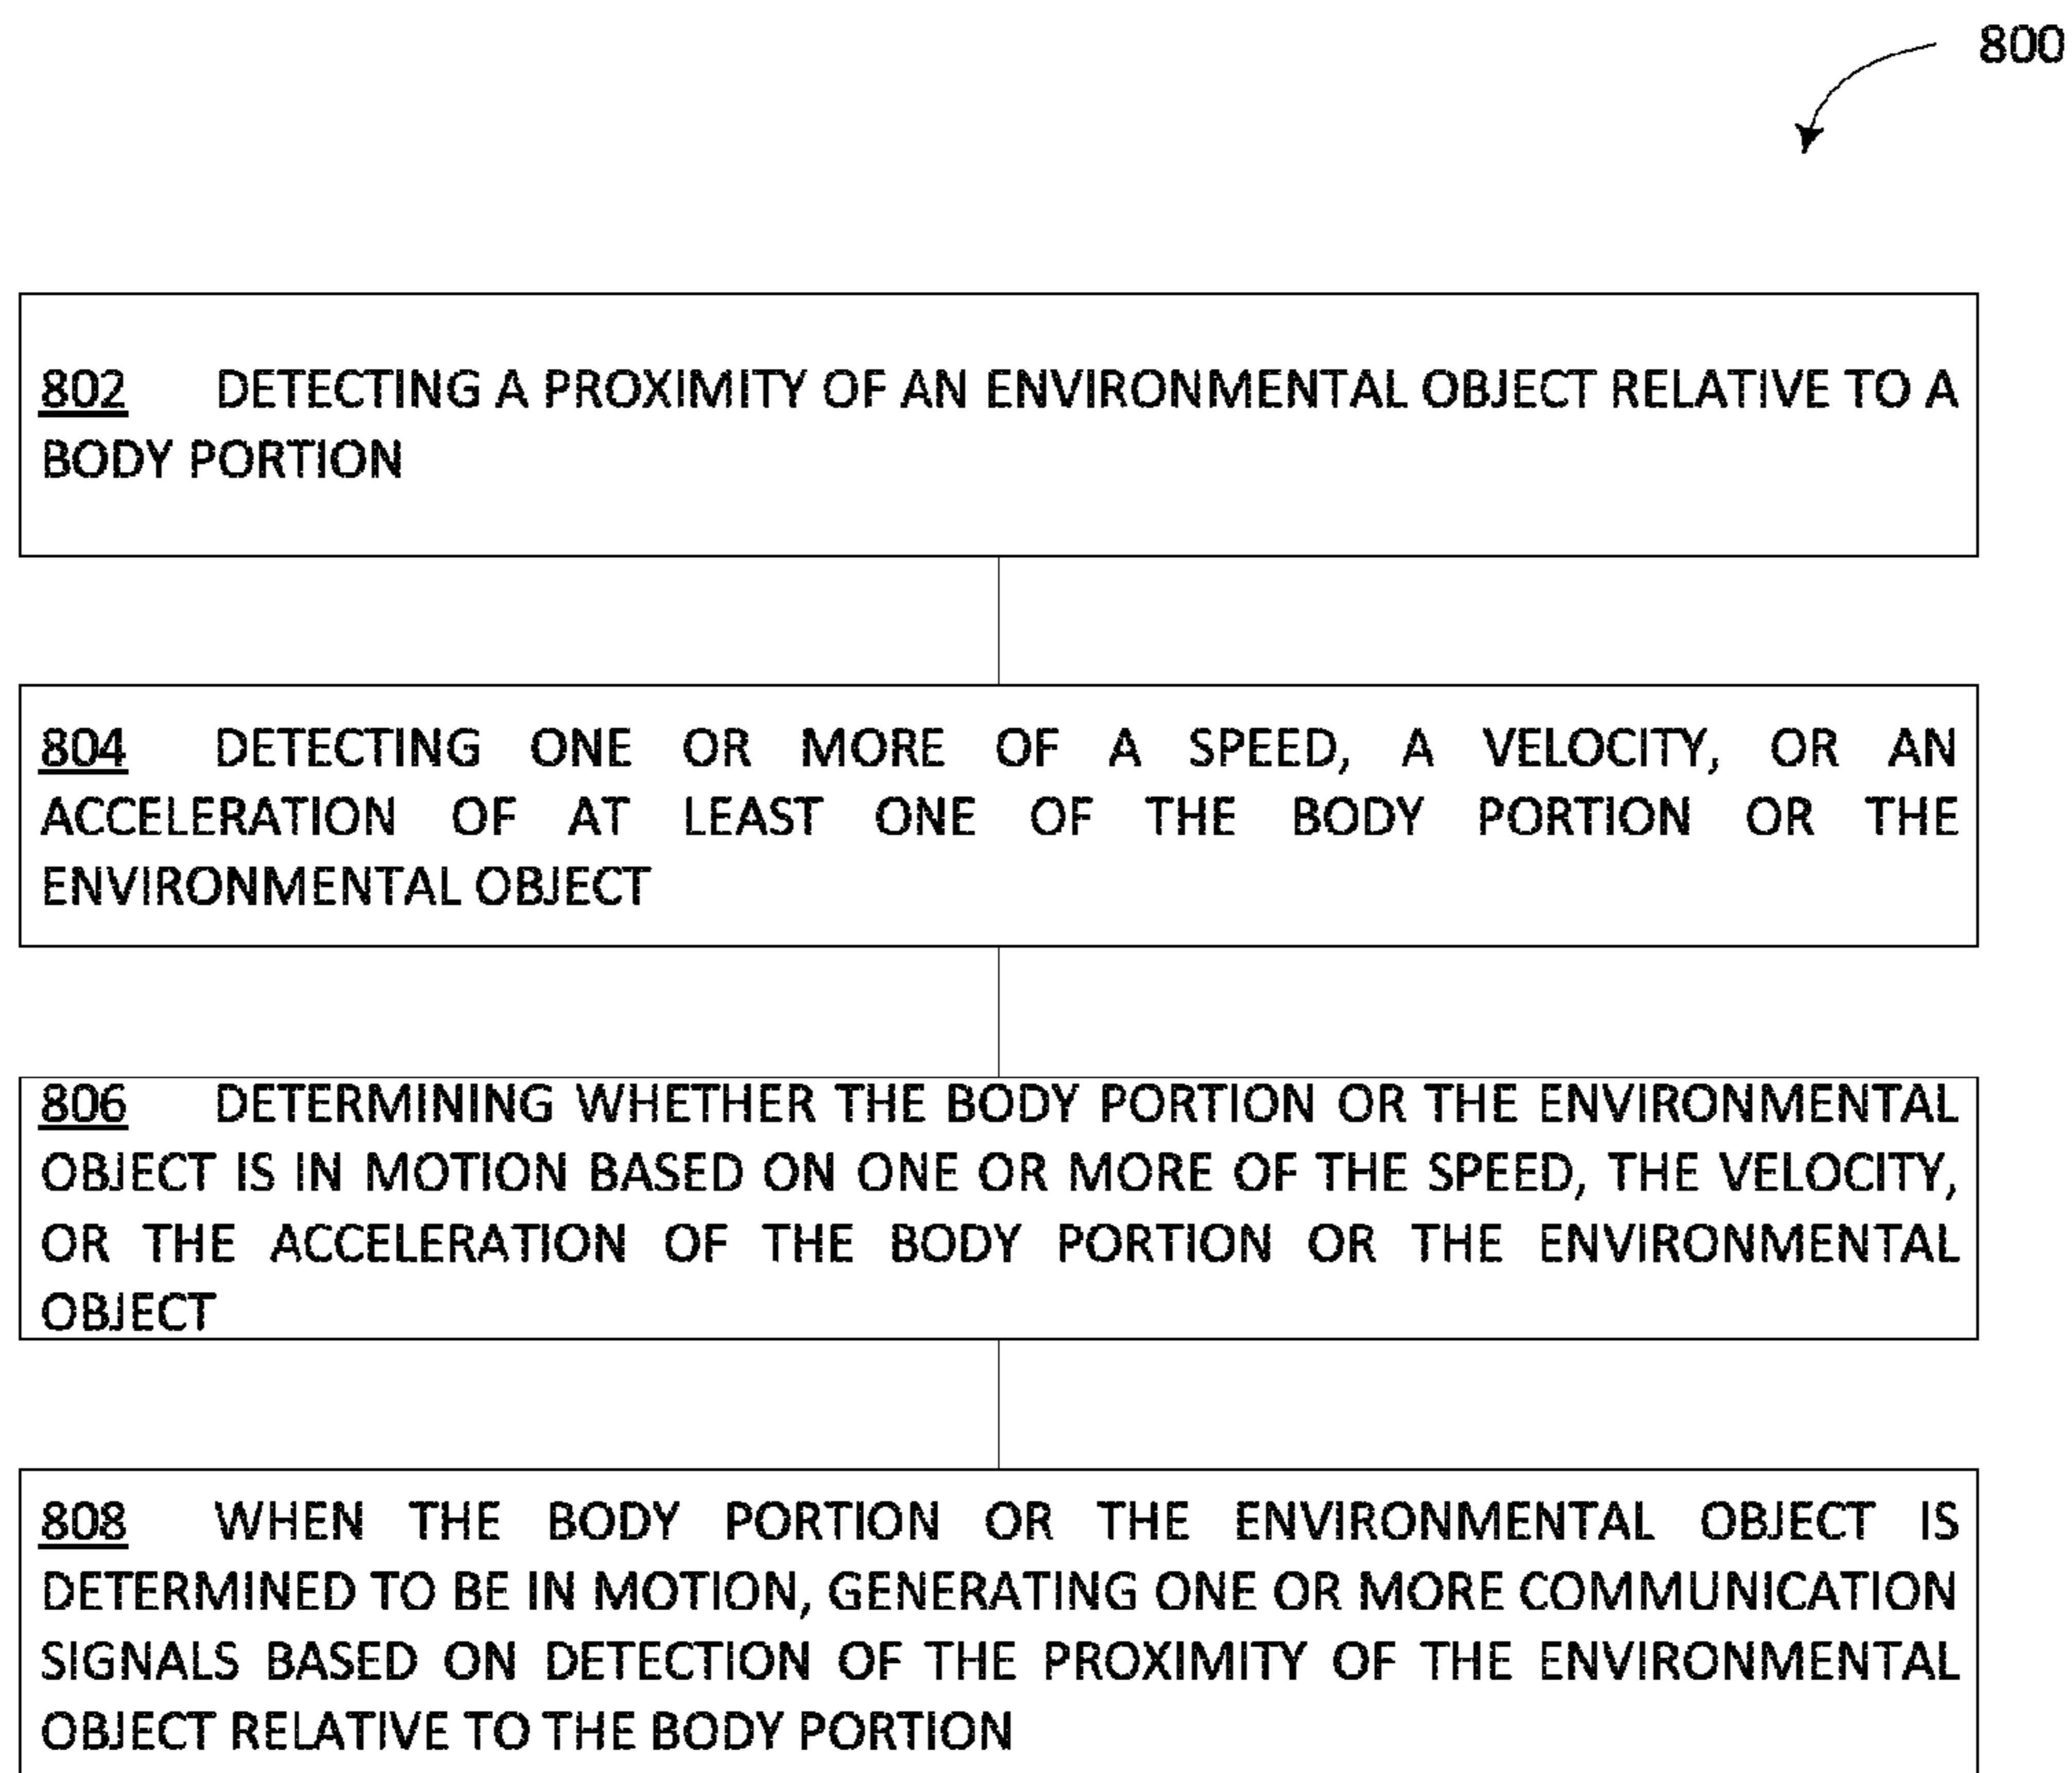 800
802 DETECTING A PROXIMITY OF AN ENVIRONMENTAL OBJECT RELATIVE TO A
BODY PORTION
804 DETECTING ONE OR MORE OF A SPEED, A VELOCITY, OR AN
ACCELERATION OF AT LEAST ONE OF THE BODY PORTION OR THE
ENVIRONMENTAL OBJECT
806 DETERMINING WHETHER THE BODY PORTION OR THE ENVIRONMENTAL
OBJECT IS IN MOTION BASED ON ONE OR MORE OF THE SPEED, THE VELOCITY,
OR THE ACCELERATION OF THE BODY PORTION OR THE ENVIRONMENTAL
OBJECT
808 WHEN THE BODY PORTION OR THE ENVIRONMENTAL OBJECT IS
DETERMINED TO BE IN MOTION, GENERATING ONE OR MORE COMMUNICATION
SIGNALS BASED ON DETECTION OF THE PROXIMITY OF THE ENVIRONMENTAL
OBJECT RELATIVE TO THE BODY PORTION